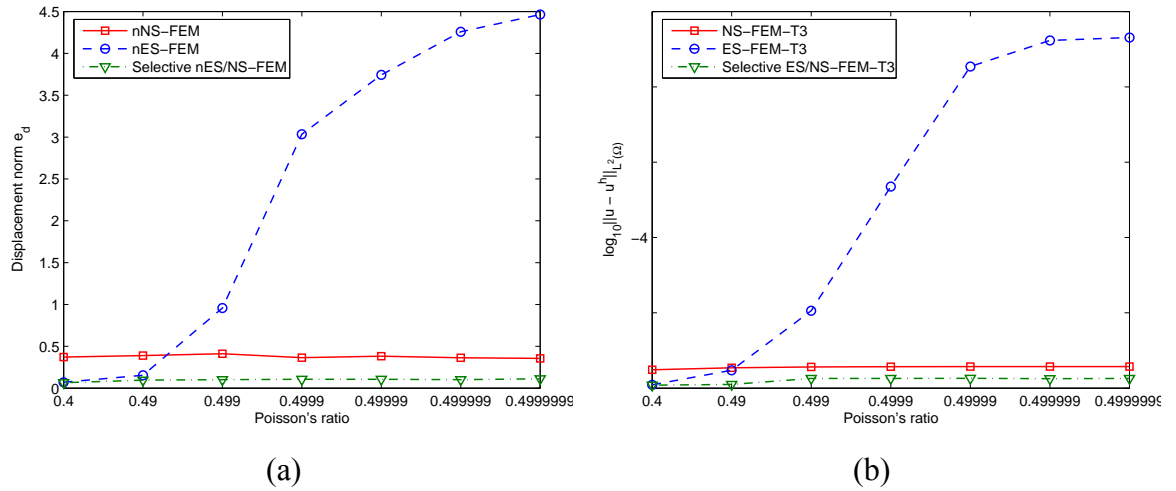 4.5
4
3.5
3
2.5
2
1.5
1
0.5
0
Displacement norm e_d
nNS−FEM
nES−FEM
Selective nES/NS−FEM
0.4 0.49 0.499 0.4999 0.49999 0.499999 0.4999999
Poisson's ratio
(a)
−4
log10||u − u^h||_L^2(Ω)
NS−FEM−T3
ES−FEM−T3
Selective ES/NS−FEM−T3
0.4 0.49 0.499 0.4999 0.49999 0.499999 0.4999999
Poisson's ratio
(b)